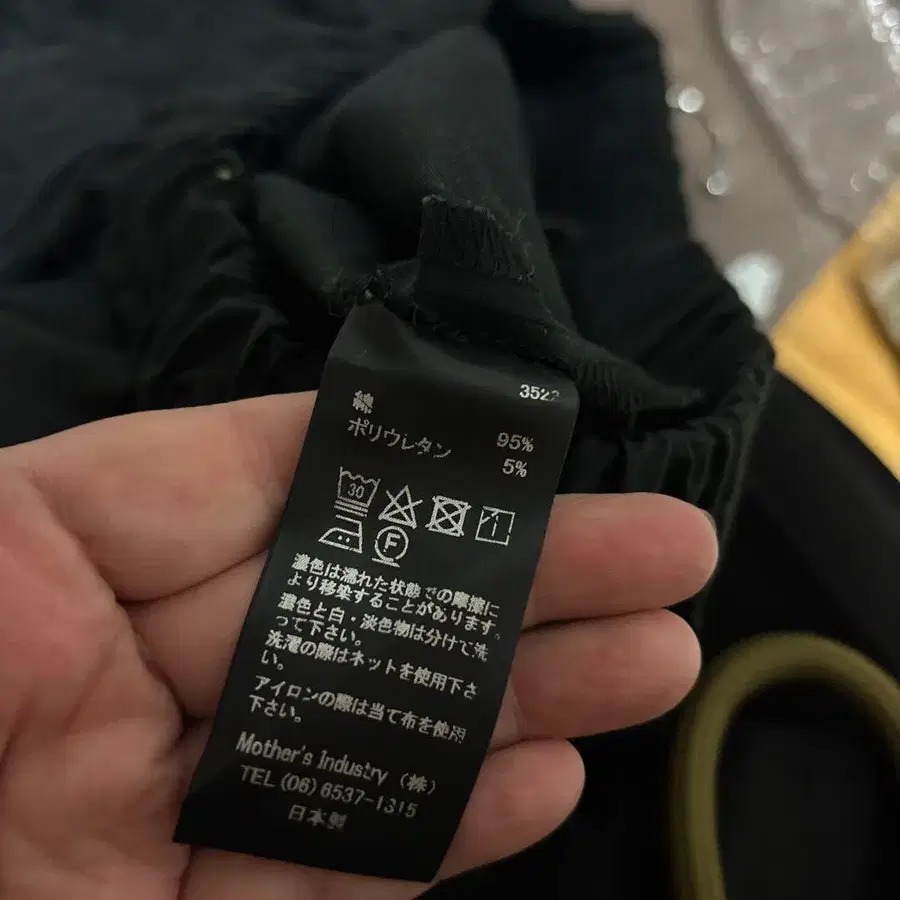 352
綿 95%
ポリウレタン 5%
30
F
濃色は濡れた状態での摩擦に
より移染することがあります。
濃色と白・淡色物は分けて洗
って下さい。
洗濯の際はネットを使用下さ
い。
アイロンの際は当て布を使用
下さい。
Mother's Industry (株)
TEL (06) 6537-1315
日本製